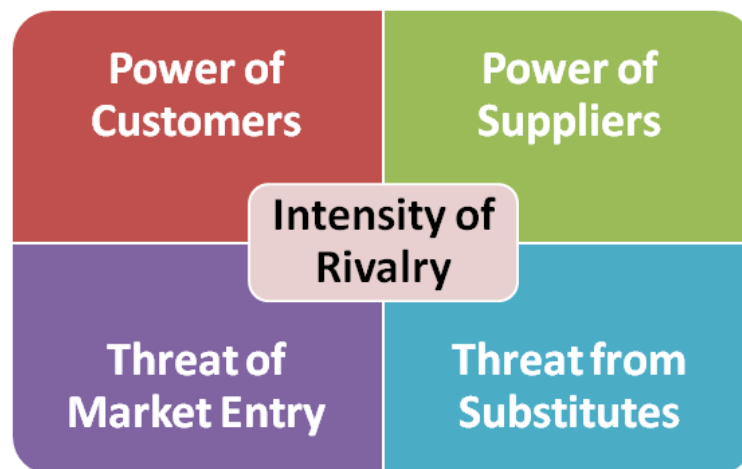 Power of
Customers
Power of
Suppliers
Intensity of
Rivalry
Threat of
Market Entry
Threat from
Substitutes